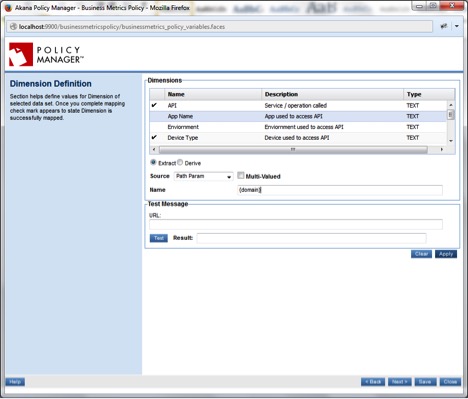 Akana Policy Manager - Business Metrics Policy - Mozilla Firefox
localhost:9900/businessmetricspolicy/businessmetrics_policy_variables.faces
POLICY
MANAGER™
Dimension Definition
Section helps define values for Dimension of
selected data set. Once you complete mapping
check mark appears to state Dimension is
successfully mapped.
Dimensions
Name Description Type
✔ API Service / operation called TEXT
App Name App used to access API TEXT
Enviornment Enviornment used to access API TEXT
✔ Device Type Device used to access API TEXT
Extract Derive
Source Path Param Multi-Valued
Name {domain}
Test Message
URL:
Test Result:
Clear Apply
Help < Back Next > Save Close